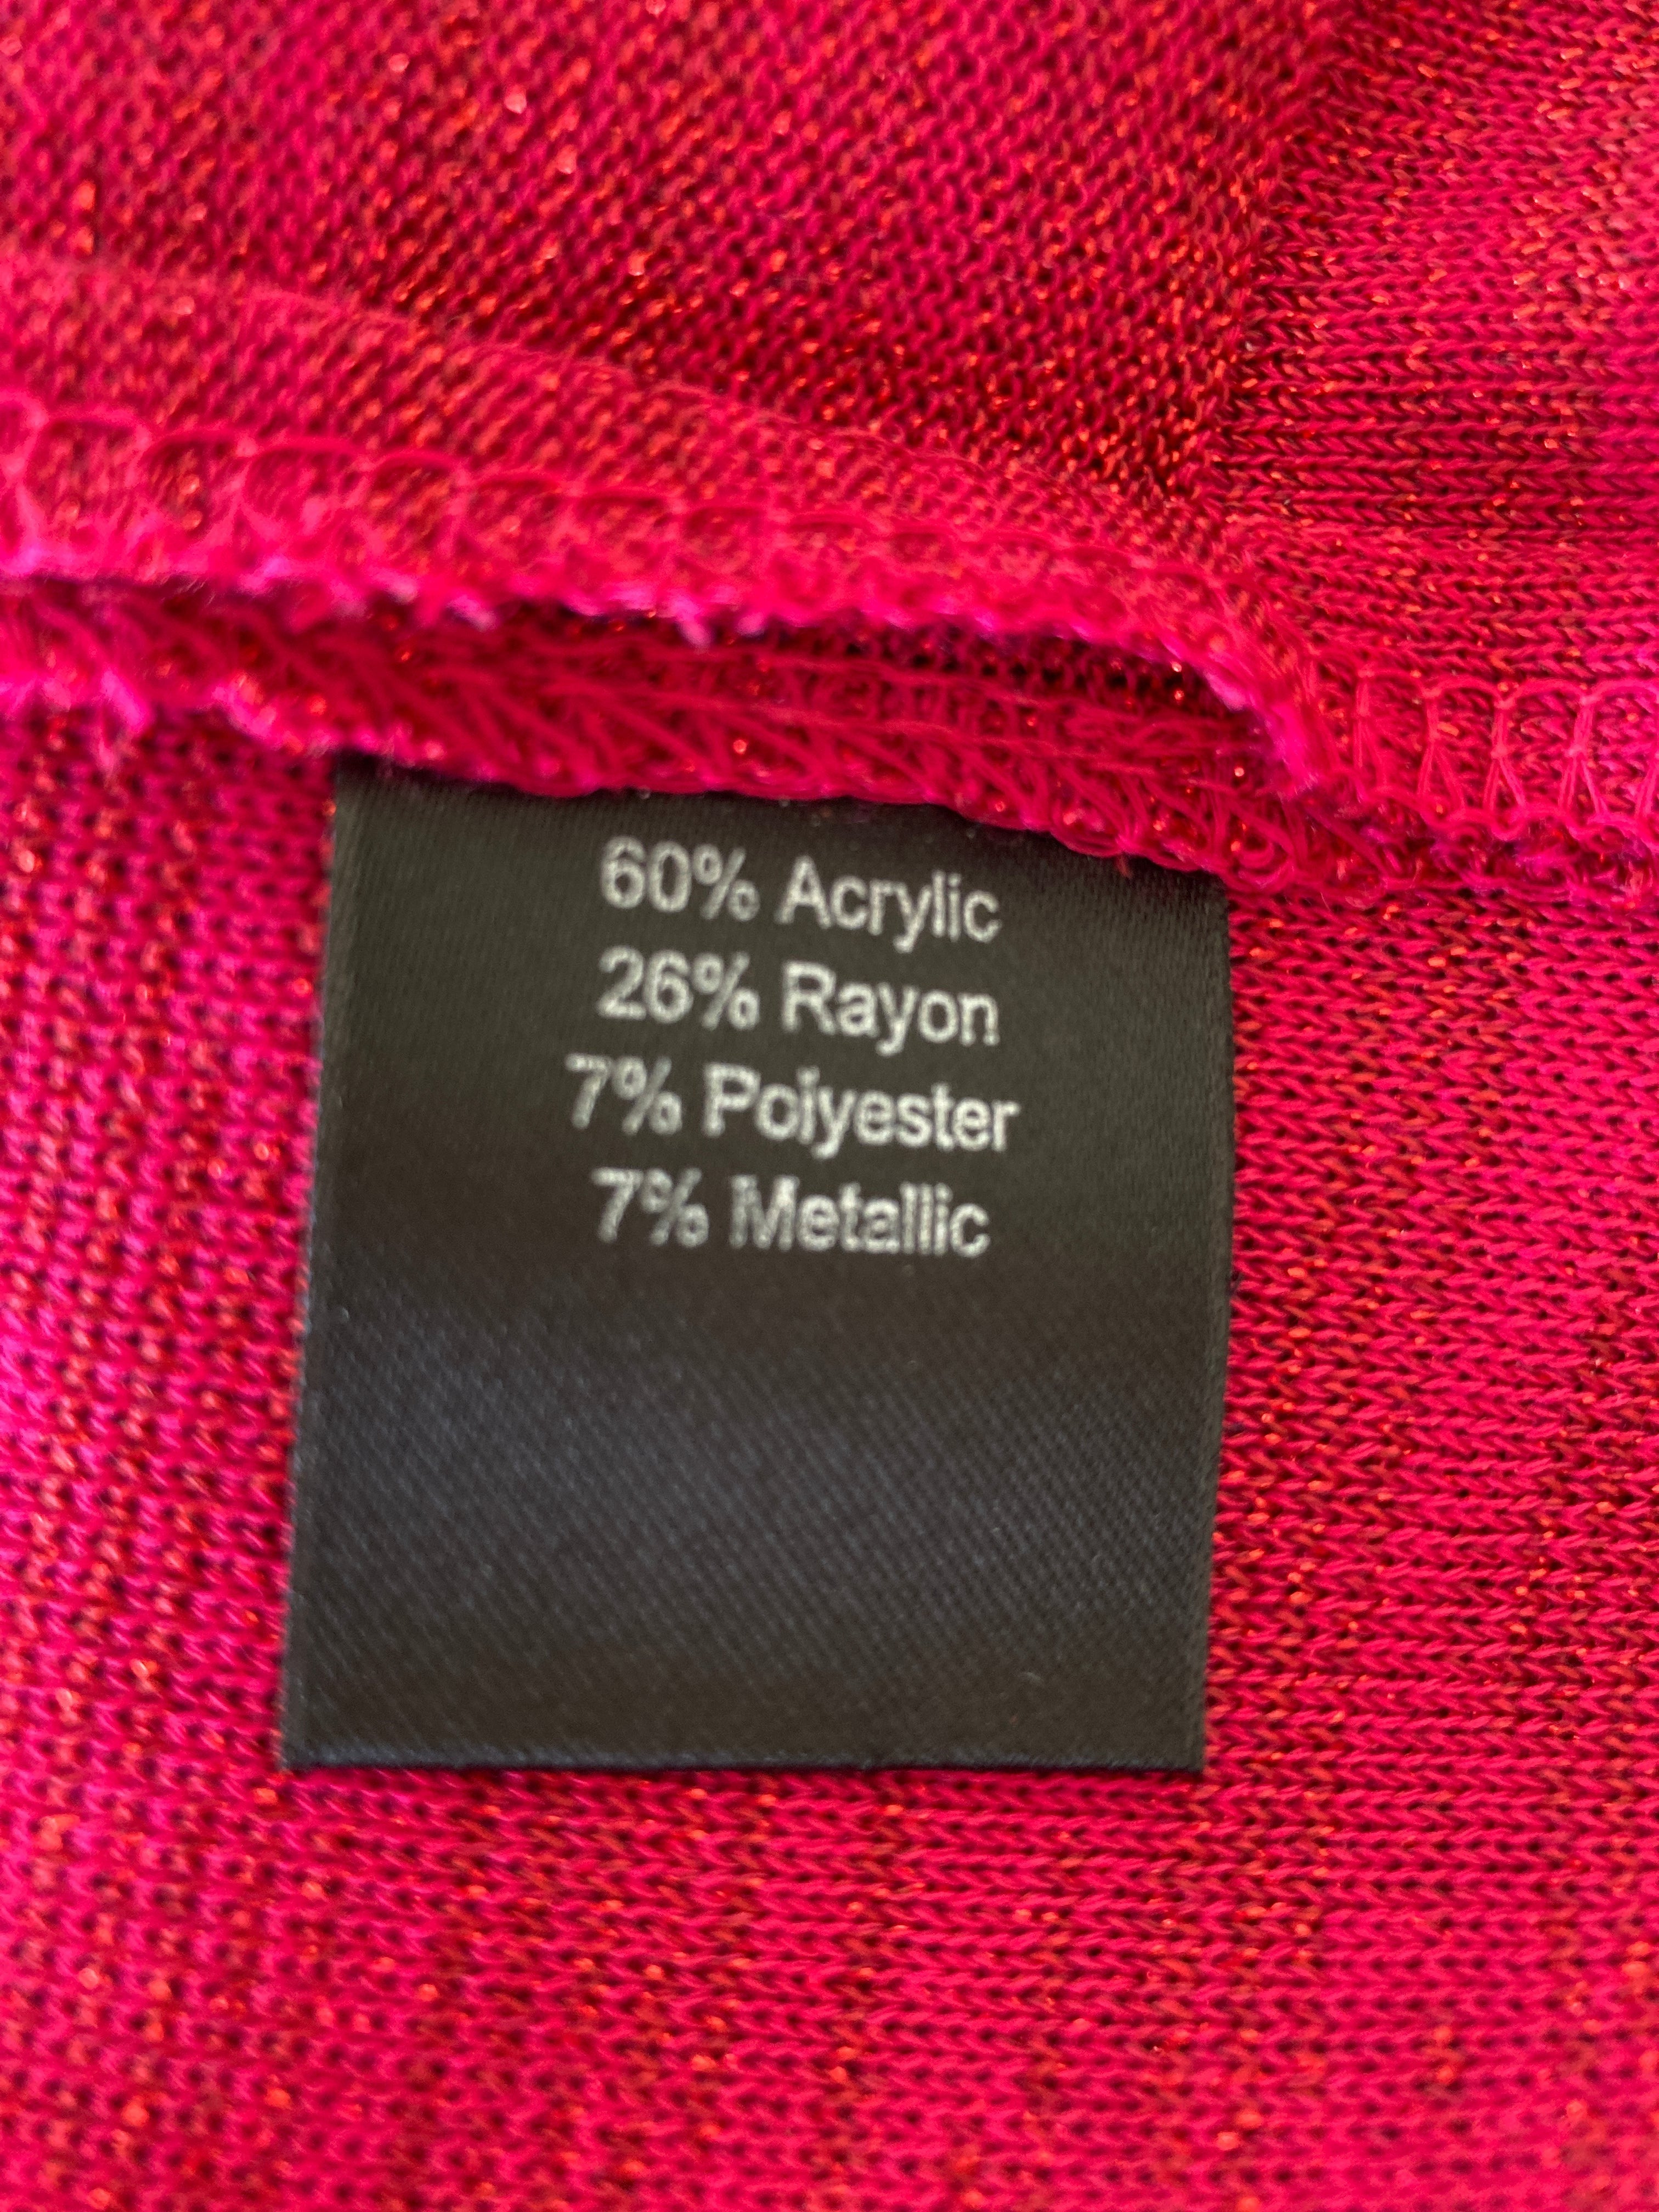 60% Acrylic
26% Rayon
7% Polyester
7% Metallic